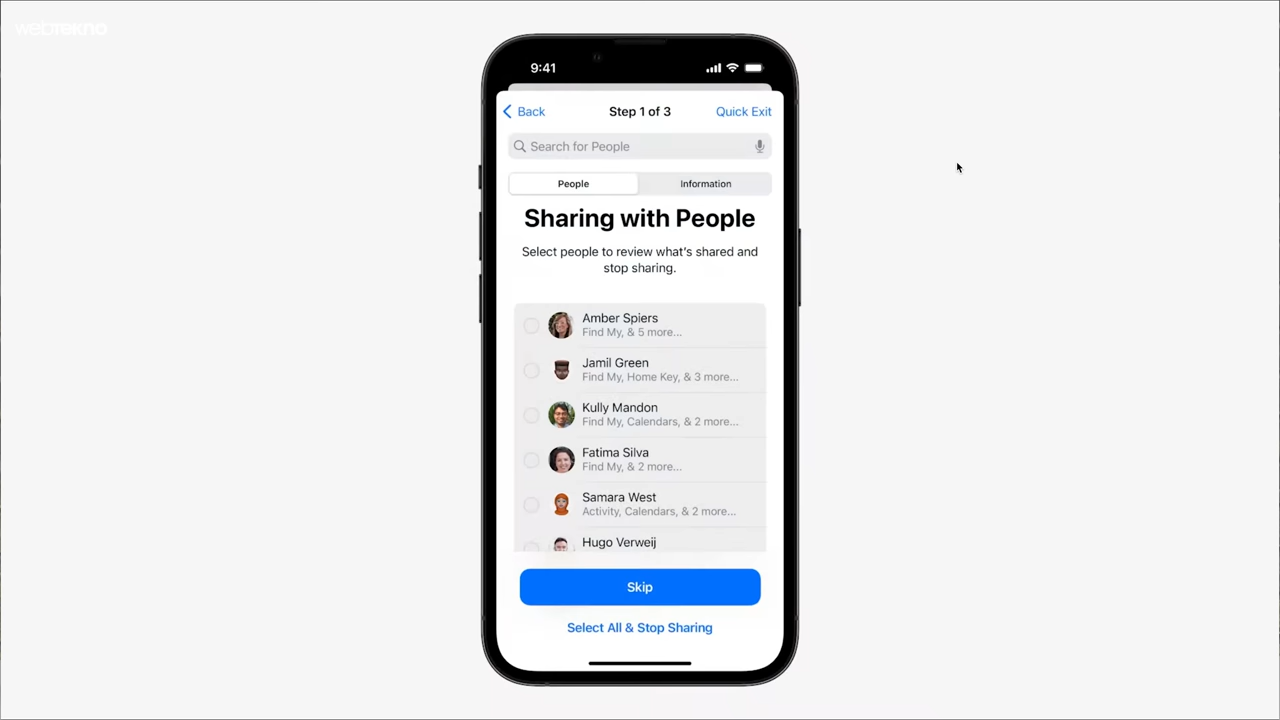 webtekno
9:41
Back
Step 1 of 3
Quick Exit
Search for People
People
Information
Sharing with People
Select people to review what's shared and
stop sharing.
Amber Spiers
Find My, & 5 more...
Jamil Green
Find My, Home Key, & 3 more...
Kully Mandon
Find My, Calendars, & 2 more...
Fatima Silva
Find My, & 2 more...
Samara West
Activity, Calendars, & 2 more...
Hugo Verweij
Skip
Select All & Stop Sharing